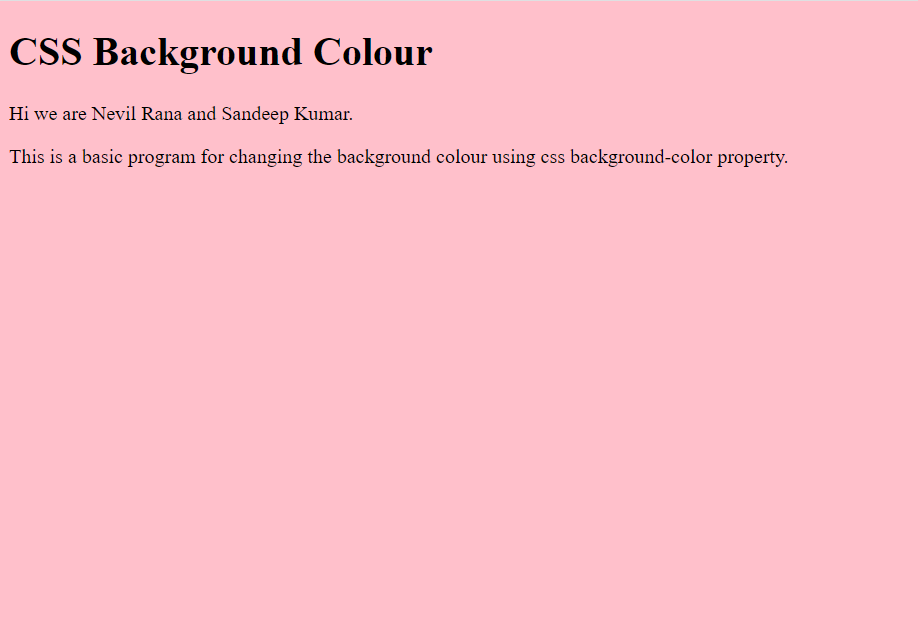 CSS Background Colour
Hi we are Nevil Rana and Sandeep Kumar.
This is a basic program for changing the background colour using css background-color property.